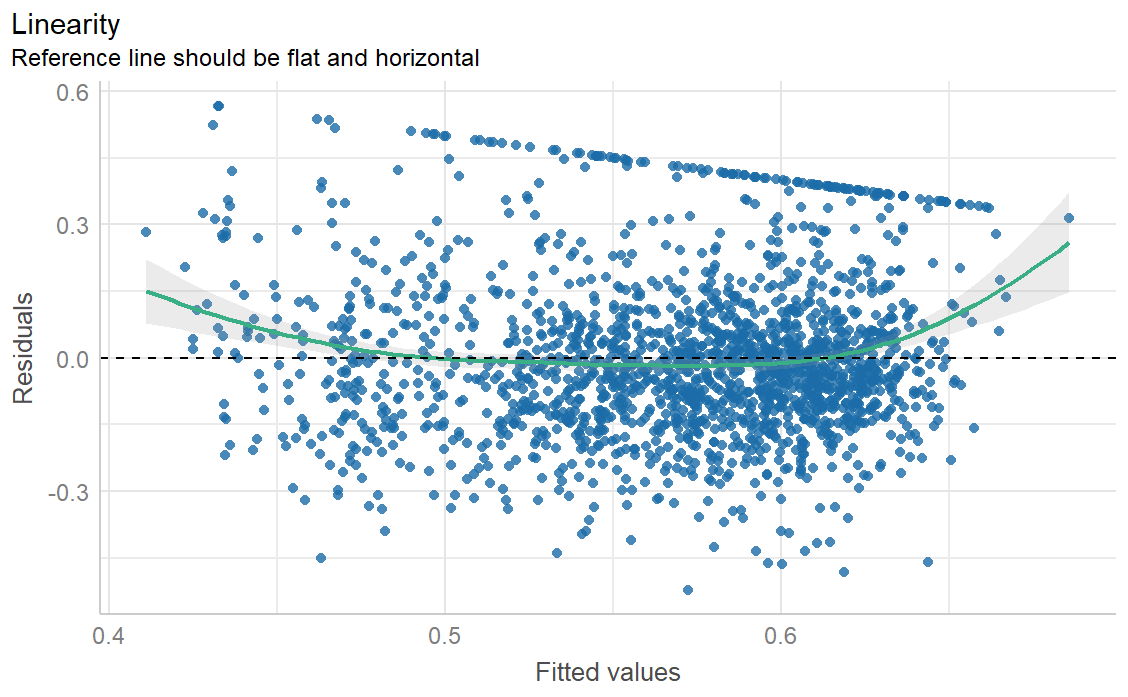 Linearity
Reference line should be flat and horizontal
Residuals
0.6
0.3
0.0
-0.3
0.4
0.5
0.6
Fitted values